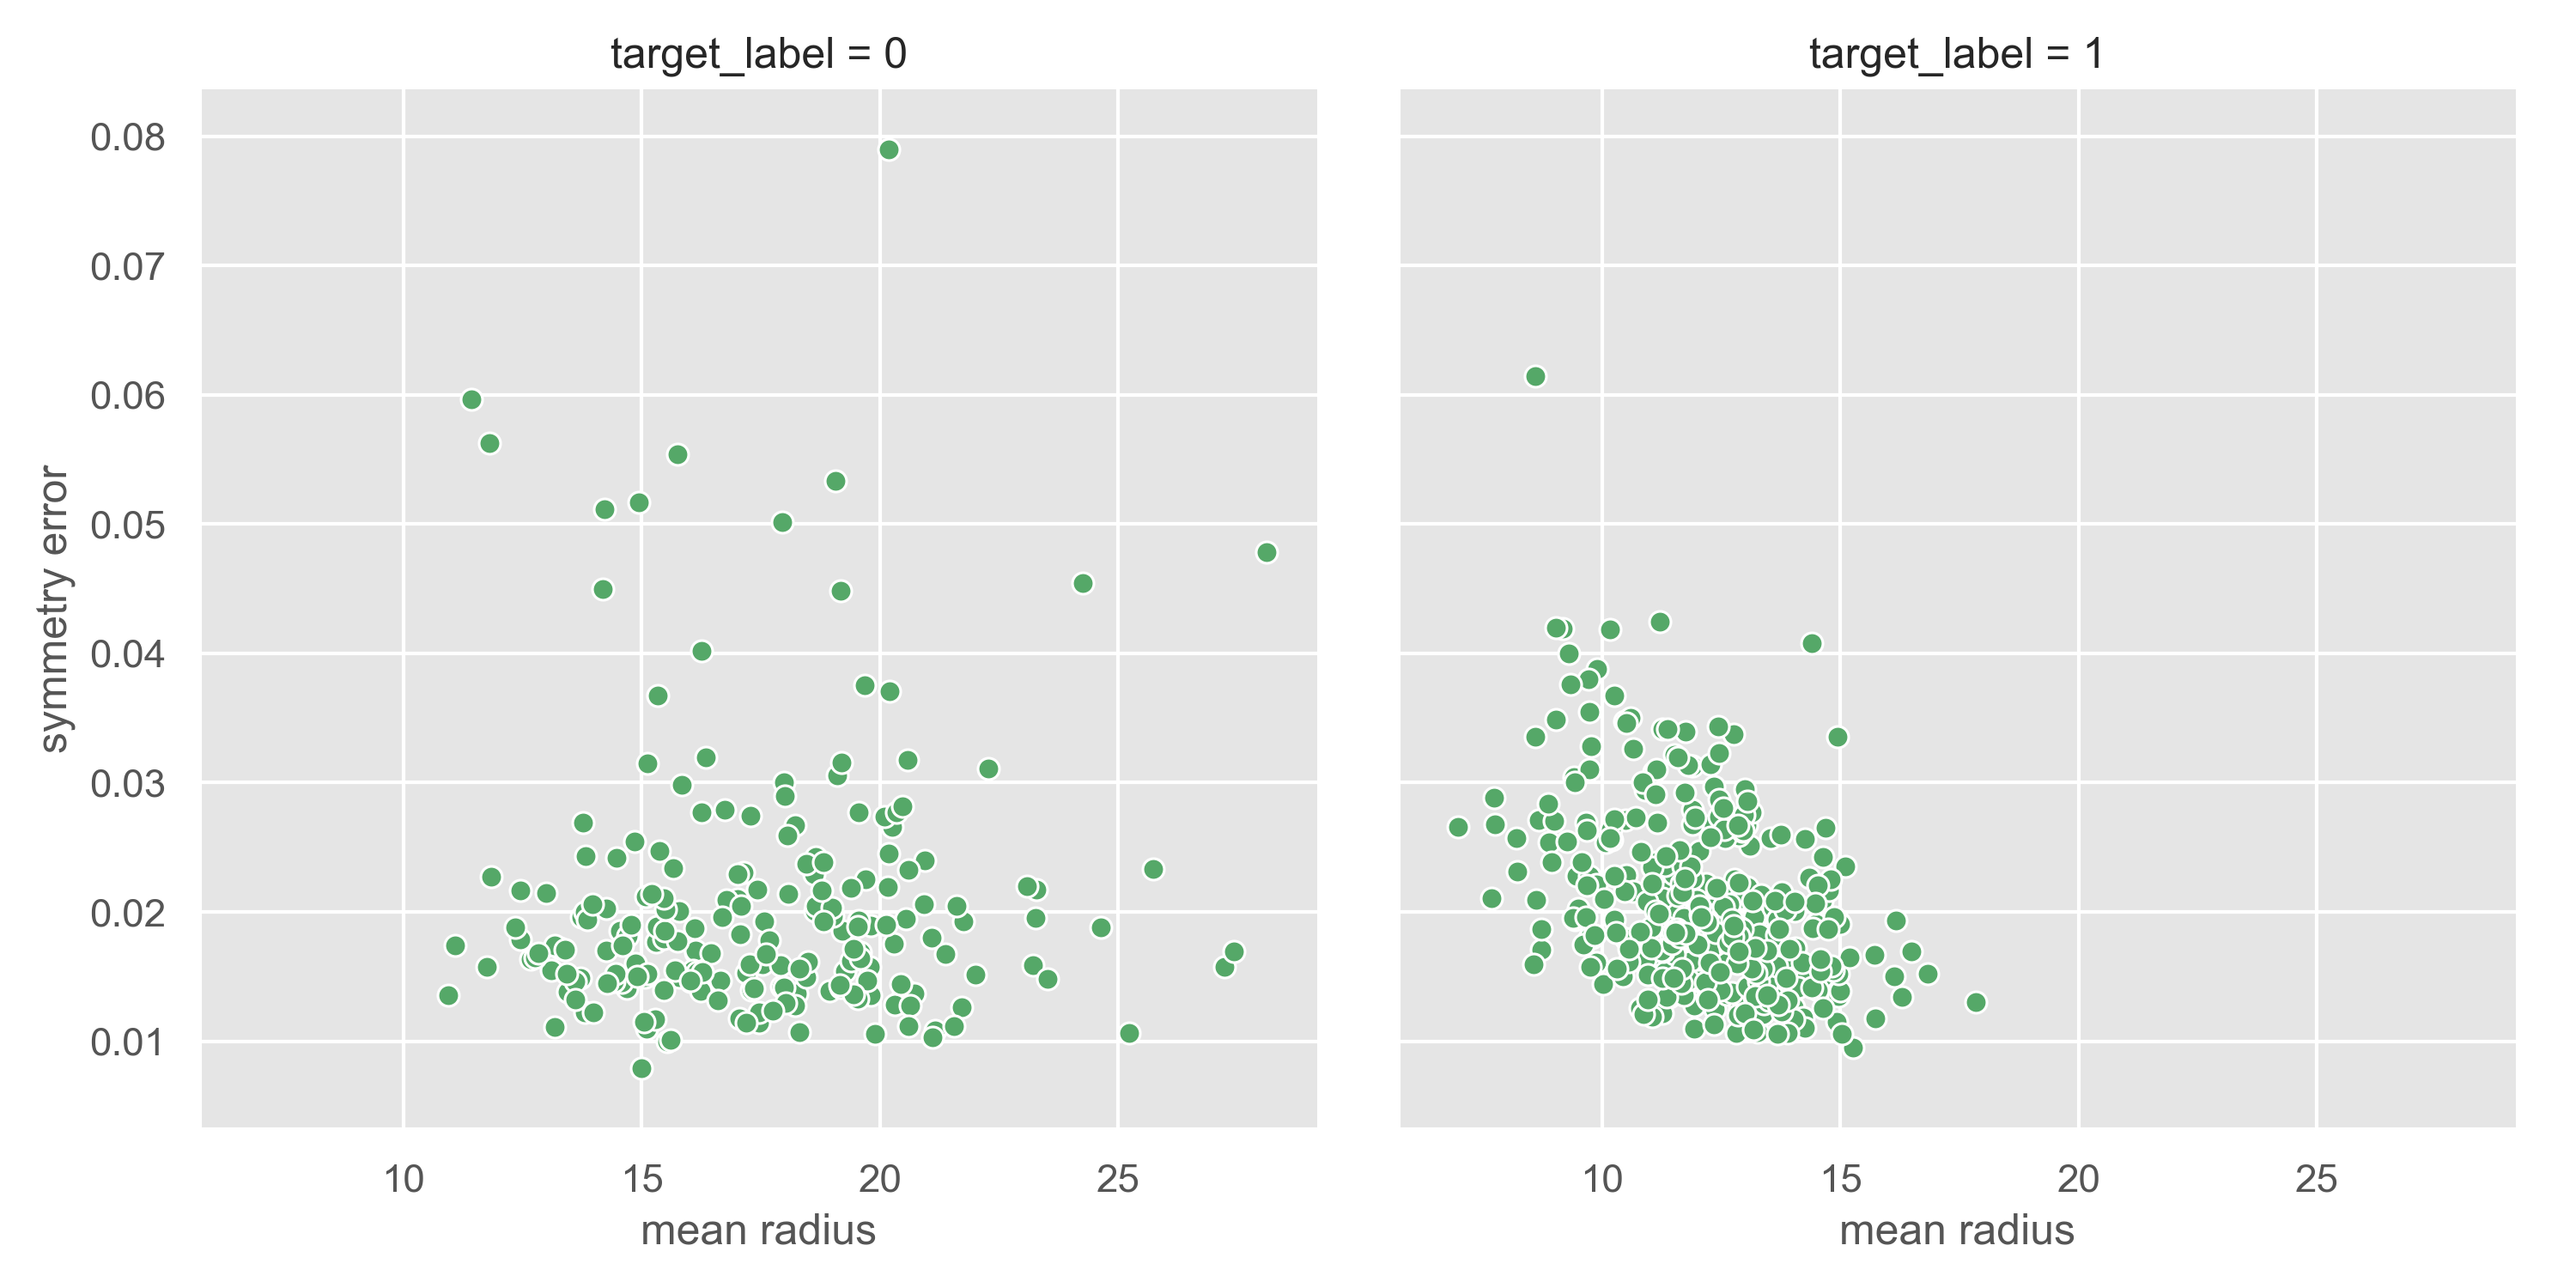 target_label = 0
target_label = 1
0.08
0.07
0.06
0.05
0.04
0.03
0.02
0.01
symmetry error
10 15 20 25
10 15 20 25
mean radius
mean radius